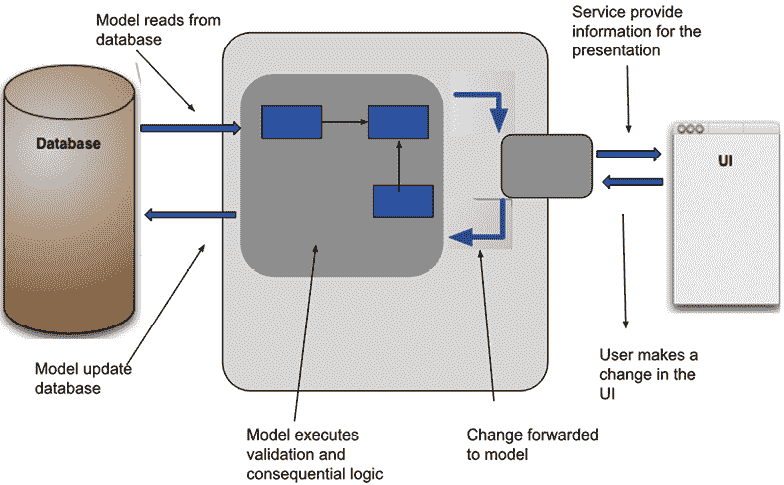 Model reads from
database
Service provide
information for the
presentation
Database
UI
Model update
database
User makes a
change in the
UI
Model executes
validation and
consequential logic
Change forwarded
to model